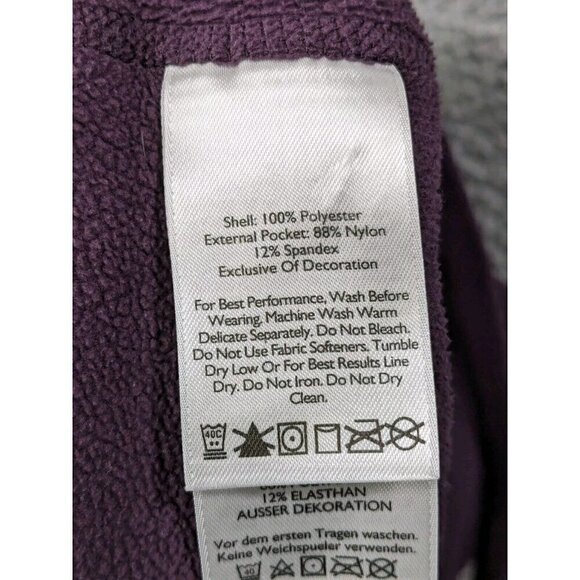 Shell: 100% Polyester
External Pocket: 88% Nylon
12% Spandex
Exclusive Of Decoration
For Best Performance, Wash Before
Wearing. Machine Wash Warm
Delicate Separately. Do Not Bleach.
Do Not Use Fabric Softeners. Tumble
Dry Low Or For Best Results Line
Dry. Do Not Iron. Do Not Dry
Clean.
40C
12% ELASTHAN
AUSSER DEKORATION
Vor dem ersten Tragen waschen.
Keine Weichspueler verwenden.
40